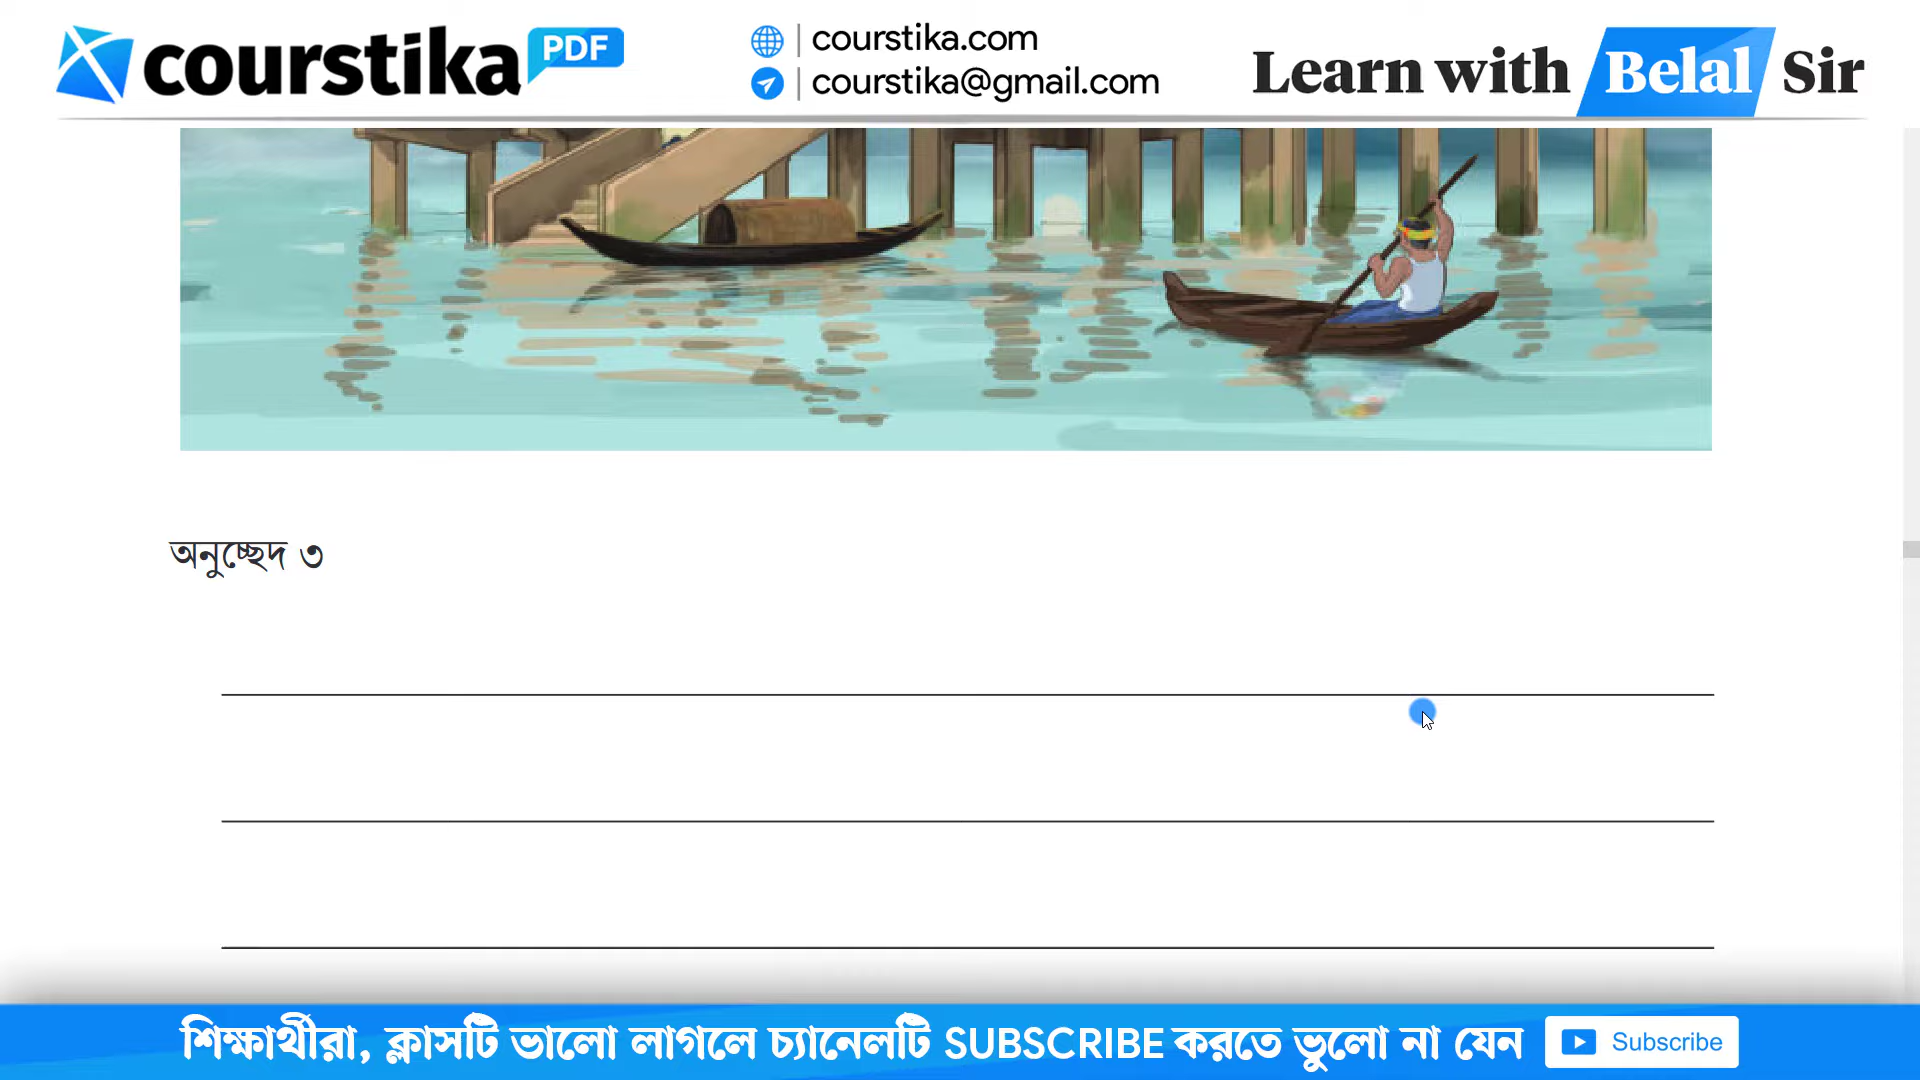 courstika PDF
courstika.com
courstika@gmail.com
Learn with Belal Sir
অনুচ্ছেদ ৩
শিক্ষার্থীরা, ক্লাসটি ভালো লাগলে চ্যানেলটি SUBSCRIBE করতে ভুলো না যেন
Subscribe